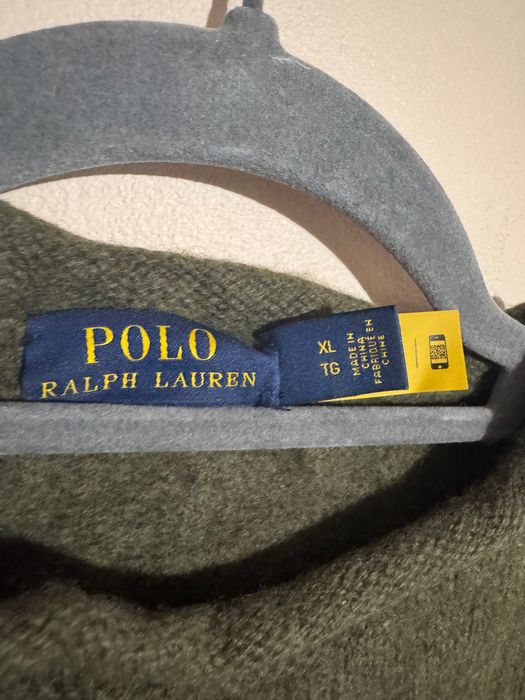 POLO
RALPH LAUREN
XL
TG
MADE IN
CHINA
FABRIQUÉ EN
CHINE